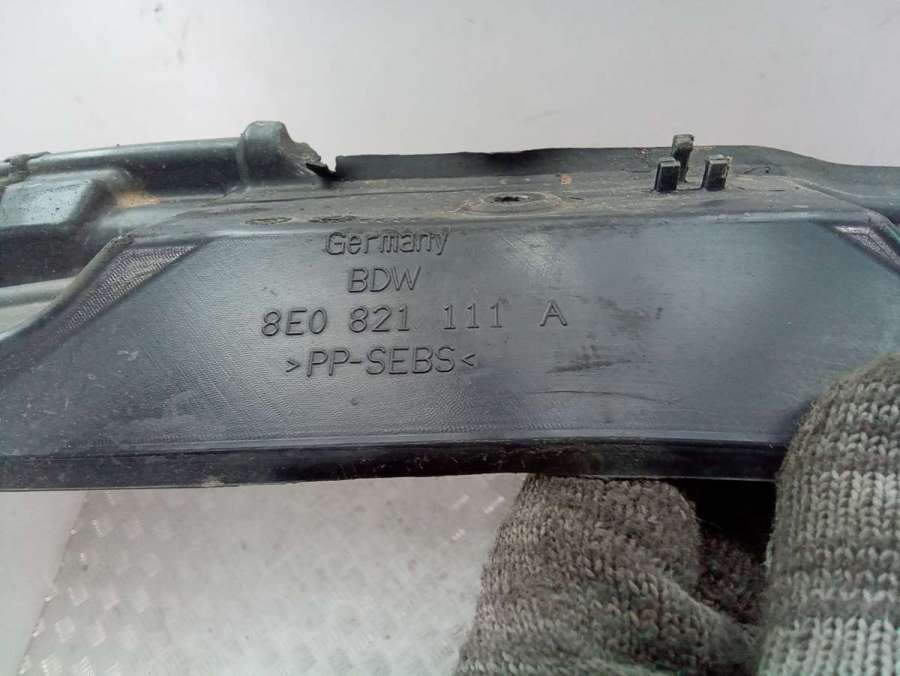 Germany
BDW
8E0 821 111 A
>PP-SEBS<